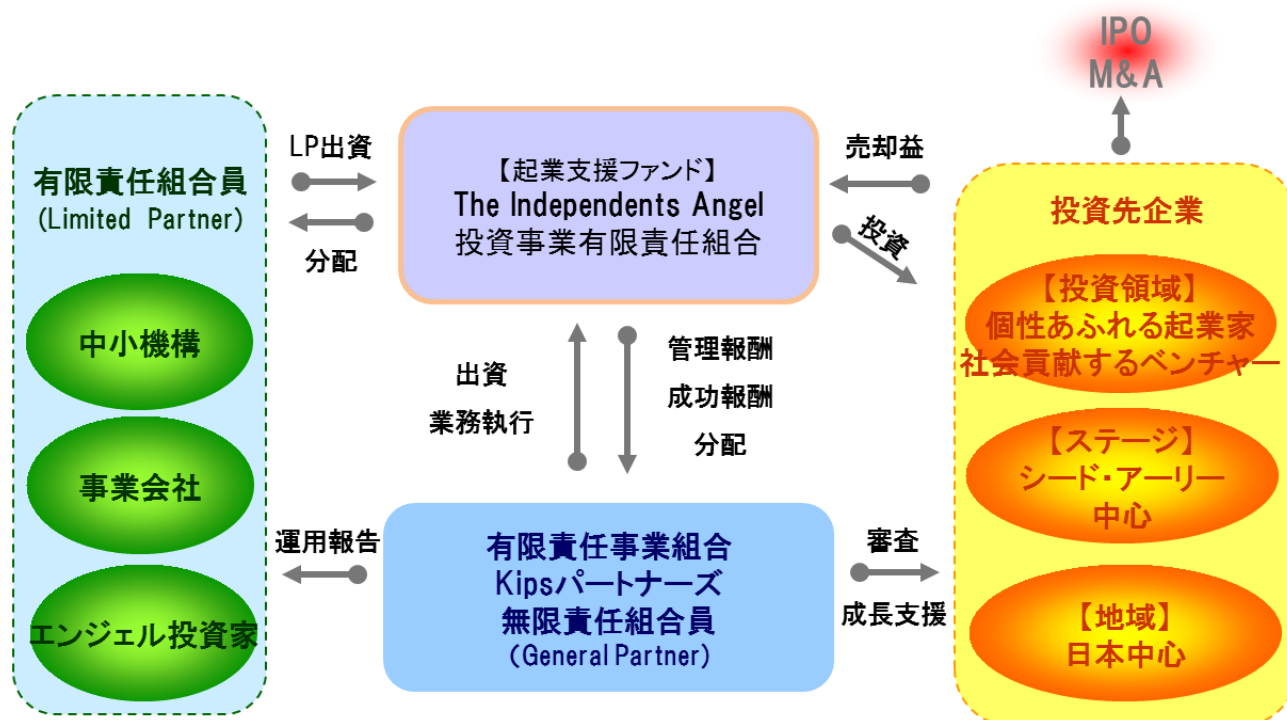 IPO
M&A
有限責任組合員
(Limited Partner)
中小機構
事業会社
エンジェル投資家
LP出資
分配
運用報告
【起業支援ファンド】
The Independents Angel
投資事業有限責任組合
出資
業務執行
管理報酬
成功報酬
分配
有限責任事業組合
Kipsパートナーズ
無限責任組合員
(General Partner)
売却益
投資
審査
成長支援
投資先企業
【投資領域】
個性あふれる起業家
社会貢献するベンチャー
【ステージ】
シード・アーリー
中心
【地域】
日本中心